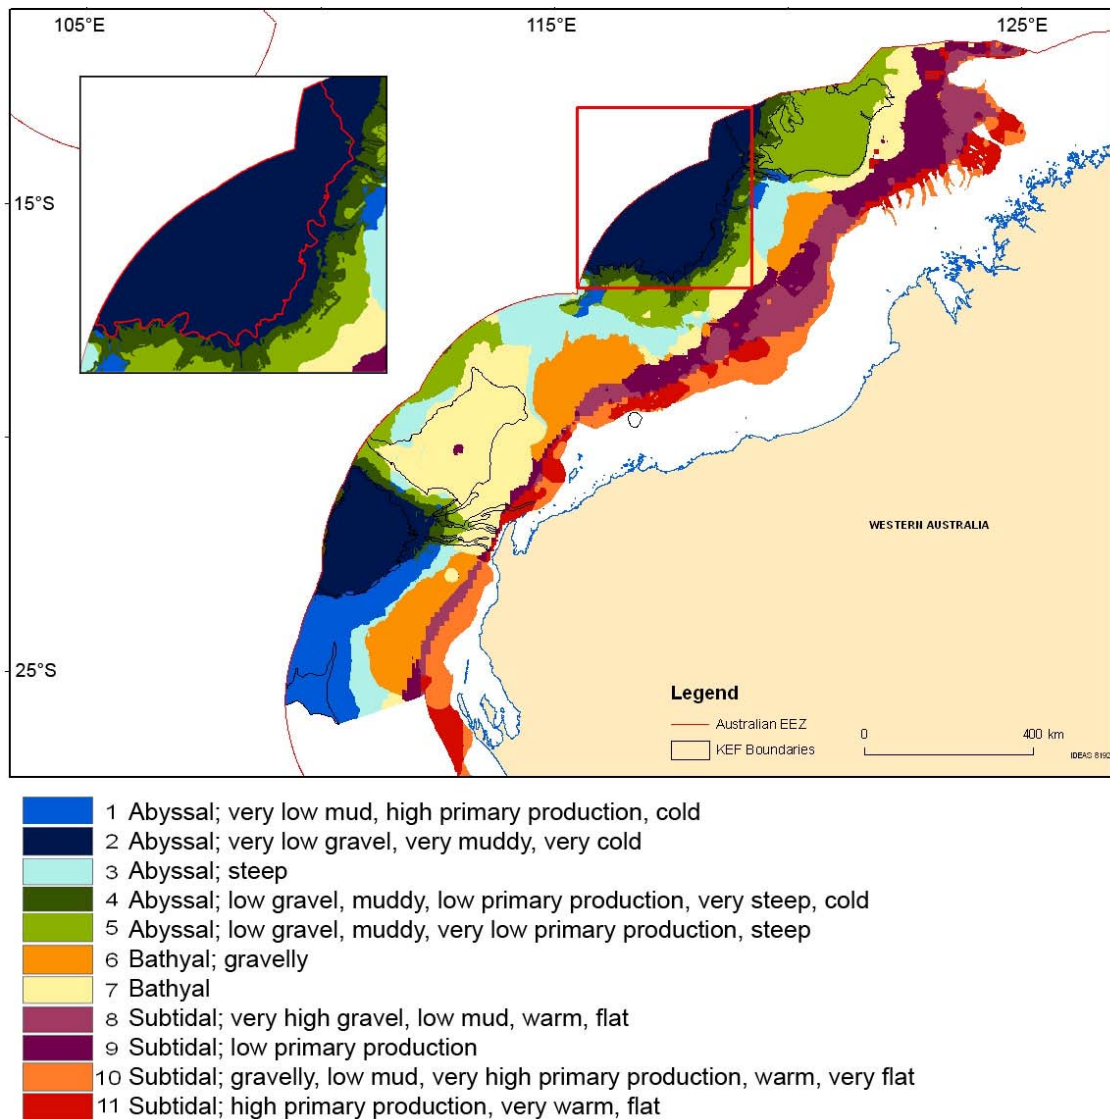 105°E 115°E 125°E
15°S
WESTERN AUSTRALIA
25°S
Legend
Australian EEZ
KEF Boundaries
0 400 km
IDEAS 8192
1 Abyssal; very low mud, high primary production, cold
2 Abyssal; very low gravel, very muddy, very cold
3 Abyssal; steep
4 Abyssal; low gravel, muddy, low primary production, very steep, cold
5 Abyssal; low gravel, muddy, very low primary production, steep
6 Bathyal; gravelly
7 Bathyal
8 Subtidal; very high gravel, low mud, warm, flat
9 Subtidal; low primary production
10 Subtidal; gravelly, low mud, very high primary production, warm, very flat
11 Subtidal; high primary production, very warm, flat